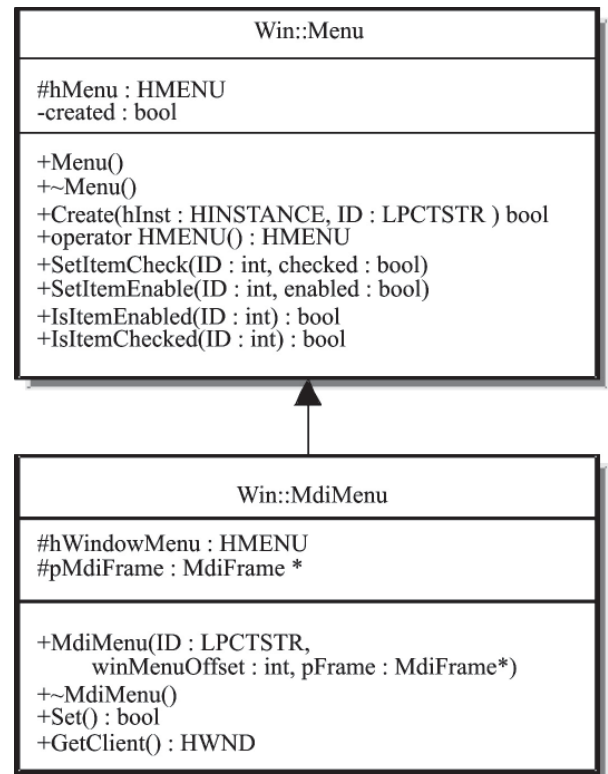 Win::Menu
#hMenu : HMENU
-created : bool
+Menu()
+~Menu()
+Create(hInst : HINSTANCE, ID : LPCTSTR ) bool
+operator HMENU() : HMENU
+SetItemCheck(ID : int, checked : bool)
+SetItemEnable(ID : int, enabled : bool)
+IsItemEnabled(ID : int) : bool
+IsItemChecked(ID : int) : bool
Win::MdiMenu
#hWindowMenu : HMENU
#pMdiFrame : MdiFrame *
+MdiMenu(ID : LPCTSTR,
winMenuOffset : int, pFrame : MdiFrame*)
+~MdiMenu()
+Set() : bool
+GetClient() : HWND